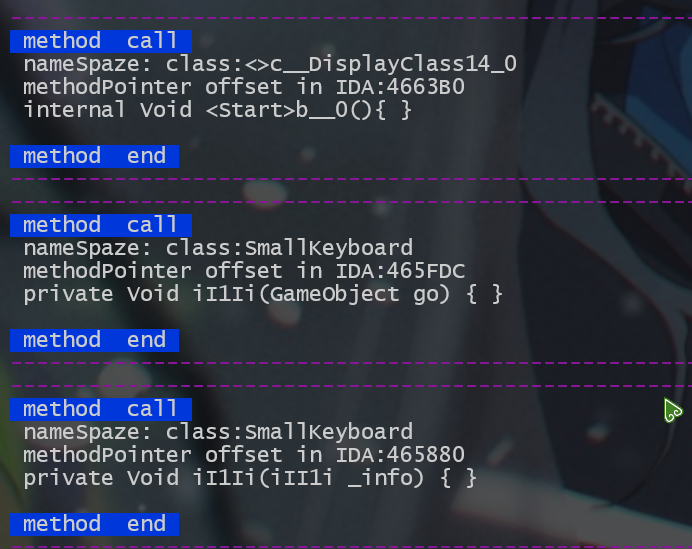 method  call
nameSpaze: class:<>c__DisplayClass14_0
methodPointer offset in IDA:4663B0
internal Void <Start>b__0(){ }
method  end
method  call
nameSpaze: class:SmallKeyboard
methodPointer offset in IDA:465FDC
private Void iI1Ii(GameObject go) { }
method  end
method  call
nameSpaze: class:SmallKeyboard
methodPointer offset in IDA:465880
private Void iI1Ii(iII1i _info) { }
method  end